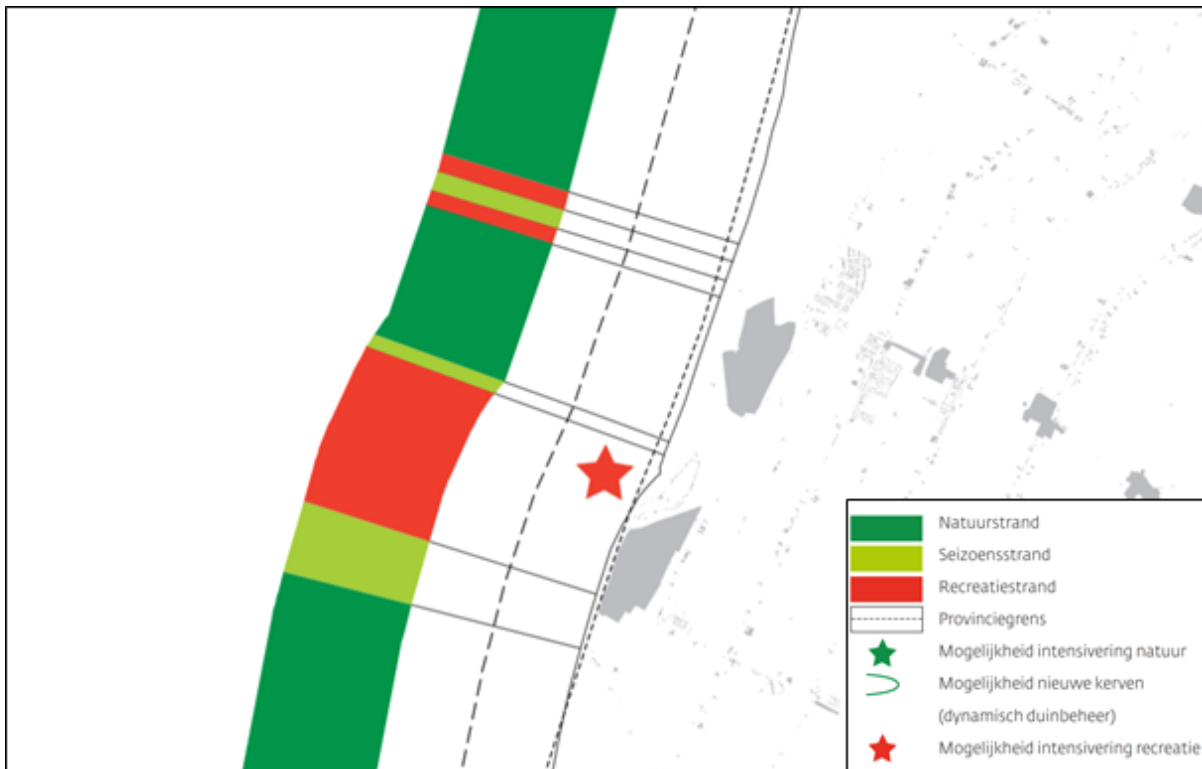 Natuurstrand
Seizoensstrand
Recreatiestrand
Provinciegrens
Mogelijkheid intensivering natuur
Mogelijkheid nieuwe kerven
(dynamisch duinbeheer)
Mogelijkheid intensivering recreatie